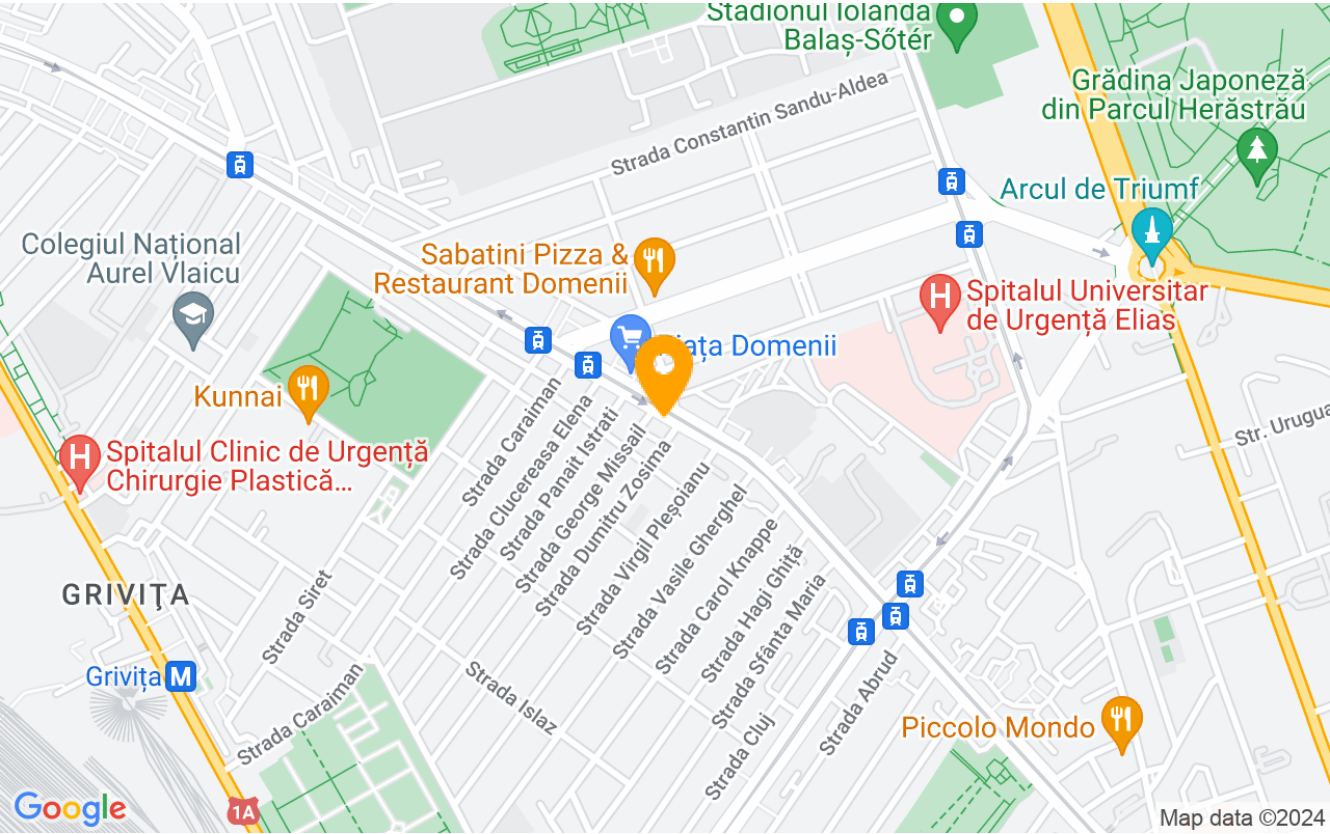 Stadionul Iolanda
Balaș-Sőtér
Grădina Japoneză
din Parcul Herăstrău
Strada Constantin Sandu-Aldea
Arcul de Triumf
Colegiul Național
Aurel Vlaicu
Sabatini Pizza &
Restaurant Domenii
H
Spitalul Universitar
de Urgență Elias
Domenii
Kunnai
Str. Urugua
H
Spitalul Clinic de Urgență
Chirurgie Plastică...
Strada Caraiman
Strada Clucereasa Elena
Strada Panait Istrati
Strada George Missail
Strada Dumitru Zosima
Strada Virgil Pleșoianu
Strada Vasile Gherghel
Strada Carol Knappe
Strada Hagi Ghiță
Strada Sfânta Maria
GRIVIȚA
Strada Siret
Grivița M
Strada Caraiman
Strada Islaz
Strada Cluj
Strada Abrud
Piccolo Mondo
Google
1A
Map data ©2024